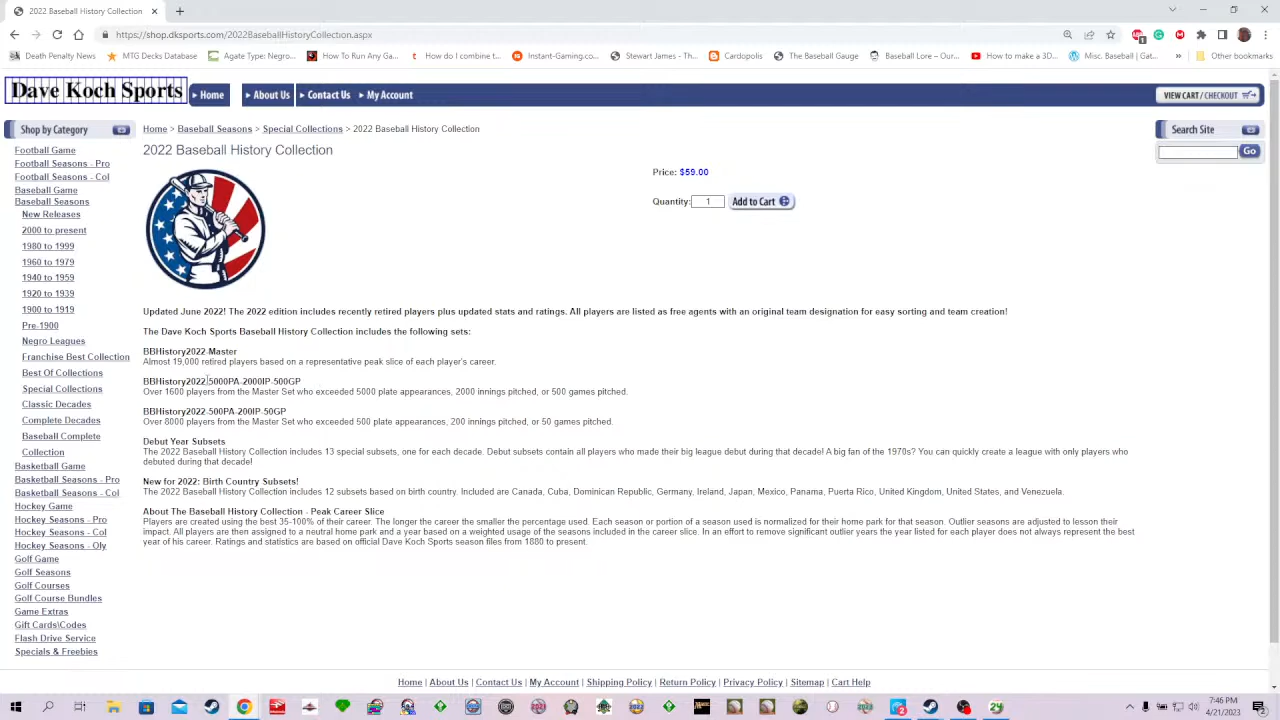 2022 Baseball History Collection
https://shop.dksports.com/2022BaseballHistoryCollection.aspx
Death Penalty News
MTG Decks Database
Agate Type: Negro...
How To Run Any Ga...
How do I combine t...
Instant-Gaming.co...
Stewart James - Th...
Cardopolis
The Baseball Gauge
Baseball Lore – Our...
How to make a 3D...
Misc. Baseball | Gat...
»
Other bookmarks
Dave Koch Sports
Home
About Us
Contact Us
My Account
VIEW CART / CHECKOUT
Shop by Category
Home > Baseball Seasons > Special Collections > 2022 Baseball History Collection
Search Site
Go
Football Game
Football Seasons - Pro
Football Seasons - Col
Baseball Game
Baseball Seasons
New Releases
2000 to present
1980 to 1999
1960 to 1979
1940 to 1959
1920 to 1939
1900 to 1919
Pre-1900
Negro Leagues
Franchise Best Collection
Best Of Collections
Special Collections
Classic Decades
Complete Decades
Baseball Complete
Collection
Basketball Game
Basketball Seasons - Pro
Basketball Seasons - Col
Hockey Game
Hockey Seasons - Pro
Hockey Seasons - Col
Hockey Seasons - Oly
Golf Game
Golf Seasons
Golf Courses
Golf Course Bundles
Game Extras
Gift Cards\Codes
Flash Drive Service
Specials & Freebies
2022 Baseball History Collection
Price: $59.00
Quantity: 1 Add to Cart
Updated June 2022! The 2022 edition includes recently retired players plus updated stats and ratings. All players are listed as free agents with an original team designation for easy sorting and team creation!
The Dave Koch Sports Baseball History Collection includes the following sets:
BBHistory2022-Master
Almost 19,000 retired players based on a representative peak slice of each player's career.
BBHistory2022-5000PA-2000IP-500GP
Over 1600 players from the Master Set who exceeded 5000 plate appearances, 2000 innings pitched, or 500 games pitched.
BBHistory2022-500PA-200IP-50GP
Over 8000 players from the Master Set who exceeded 500 plate appearances, 200 innings pitched, or 50 games pitched.
Debut Year Subsets
The 2022 Baseball History Collection includes 13 special subsets, one for each decade. Debut subsets contain all players who made their big league debut during that decade! A big fan of the 1970s? You can quickly create a league with only players who
debuted during that decade!
New for 2022: Birth Country Subsets!
The 2022 Baseball History Collection includes 12 subsets based on birth country. Included are Canada, Cuba, Dominican Republic, Germany, Ireland, Japan, Mexico, Panama, Puerto Rico, United Kingdom, United States, and Venezuela.
About The Baseball History Collection - Peak Career Slice
Players are created using the best 35-100% of their career. The longer the career the smaller the percentage used. Each season or portion of a season used is normalized for their home park for that season. Outlier seasons are adjusted to lessen their
impact. All players are then assigned to a neutral home park and a year based on a weighted usage of the seasons included in the career slice. In an effort to remove significant outlier years the year listed for each player does not always represent the best
year of his career. Ratings and statistics are based on official Dave Koch Sports season files from 1880 to present.
Home | About Us | Contact Us | My Account | Shipping Policy | Return Policy | Privacy Policy | Sitemap | Cart Help
7:46 PM
4/21/2023